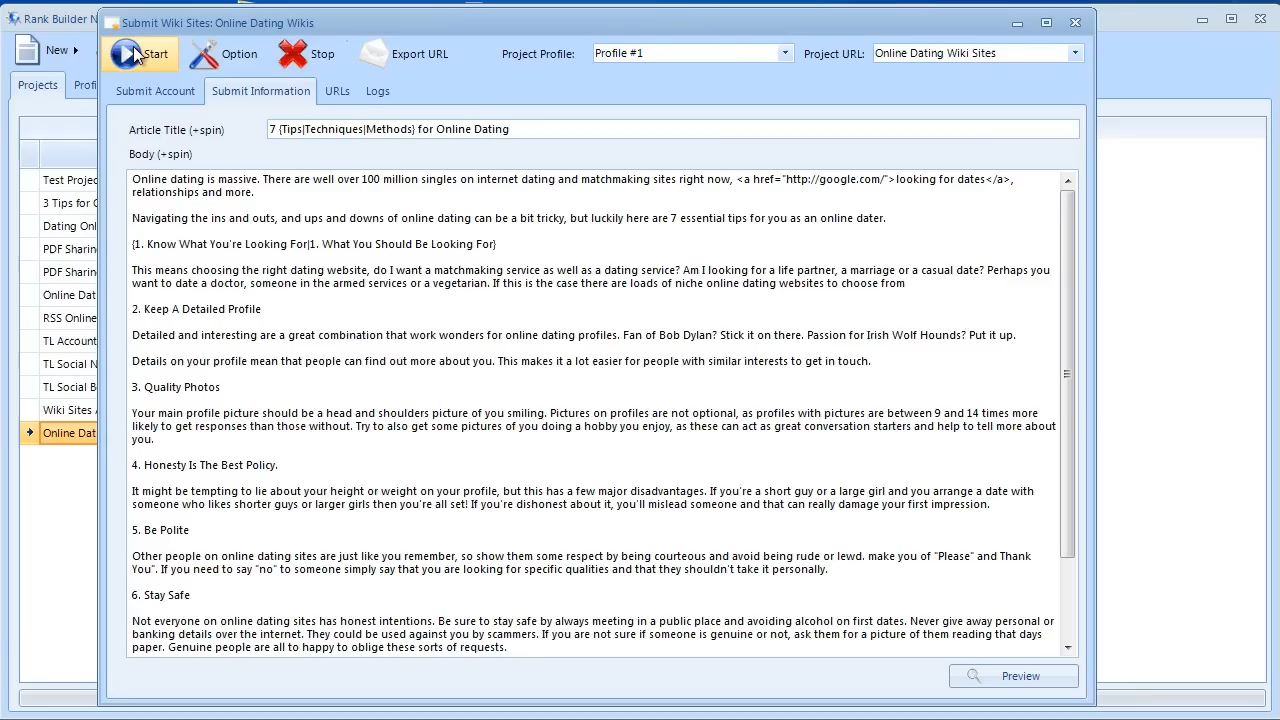 Rank Builder N
Submit Wiki Sites: Online Dating Wikis
New
Start
Option
Stop
Export URL
Project Profile:
Profile #1
Project URL:
Online Dating Wiki Sites
Projects
Profi
Submit Account
Submit Information
URLs
Logs
Article Title (+spin)
7 {Tips|Techniques|Methods} for Online Dating
Body (+spin)
Online dating is massive. There are well over 100 million singles on internet dating and matchmaking sites right now, <a href="http://google.com/">looking for dates</a>,
relationships and more.
Navigating the ins and outs, and ups and downs of online dating can be a bit tricky, but luckily here are 7 essential tips for you as an online dater.
{1. Know What You're Looking For|1. What You Should Be Looking For}
This means choosing the right dating website, do I want a matchmaking service as well as a dating service? Am I looking for a life partner, a marriage or a casual date? Perhaps you
want to date a doctor, someone in the armed services or a vegetarian. If this is the case there are loads of niche online dating websites to choose from
2. Keep A Detailed Profile
Detailed and interesting are a great combination that work wonders for online dating profiles. Fan of Bob Dylan? Stick it on there. Passion for Irish Wolf Hounds? Put it up.
Details on your profile mean that people can find out more about you. This makes it a lot easier for people with similar interests to get in touch.
3. Quality Photos
Your main profile picture should be a head and shoulders picture of you smiling. Pictures on profiles are not optional, as profiles with pictures are between 9 and 14 times more
likely to get responses than those without. Try to also get some pictures of you doing a hobby you enjoy, as these can act as great conversation starters and help to tell more about
you.
4. Honesty Is The Best Policy.
It might be tempting to lie about your height or weight on your profile, but this has a few major disadvantages. If you're a short guy or a large girl and you arrange a date with
someone who likes shorter guys or larger girls then you're all set! If you're dishonest about it, you'll mislead someone and that can really damage your first impression.
5. Be Polite
Other people on online dating sites are just like you remember, so show them some respect by being courteous and avoid being rude or lewd. make you of "Please" and Thank
You". If you need to say "no" to someone simply say that you are looking for specific qualities and that they shouldn't take it personally.
6. Stay Safe
Not everyone on online dating sites has honest intentions. Be sure to stay safe by always meeting in a public place and avoiding alcohol on first dates. Never give away personal or
banking details over the internet. They could be used against you by scammers. If you are not sure if someone is genuine or not, ask them for a picture of them reading that days
paper. Genuine people are all to happy to oblige these sorts of requests.
Preview
Test Projec
3 Tips for O
Dating Onl
PDF Sharin
PDF Sharin
Online Dat
RSS Online
TL Account
TL Social N
TL Social B
Wiki Sites A
Online Dat